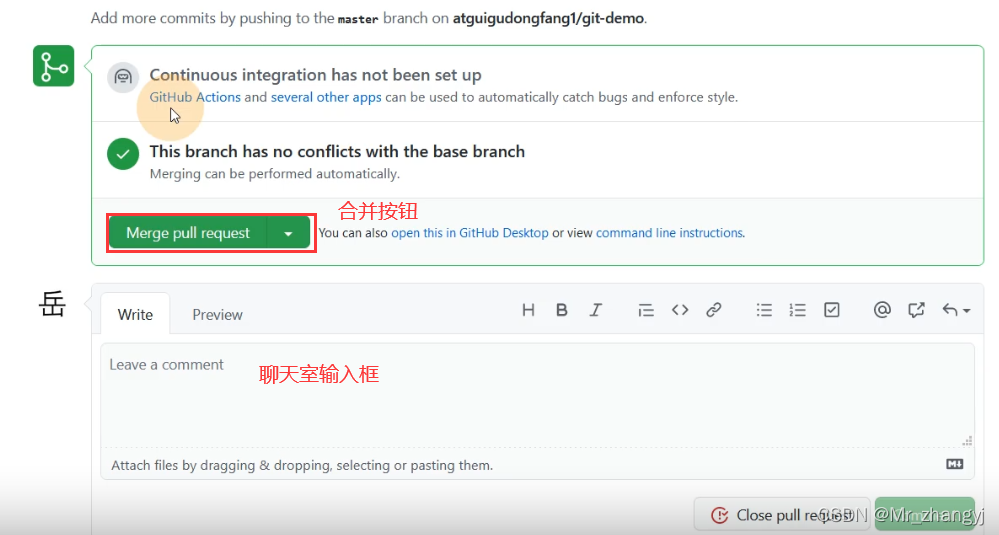 Add more commits by pushing to the master branch on atguigudongfang1/git-demo.
Continuous integration has not been set up
GitHub Actions and several other apps can be used to automatically catch bugs and enforce style.
This branch has no conflicts with the base branch
Merging can be performed automatically.
合并按钮
Merge pull request
You can also open this in GitHub Desktop or view command line instructions.
岳
Write Preview
Leave a comment
聊天室输入框
Attach files by dragging & dropping, selecting or pasting them.
Close pull request
CSDN @Mr_zhangyj